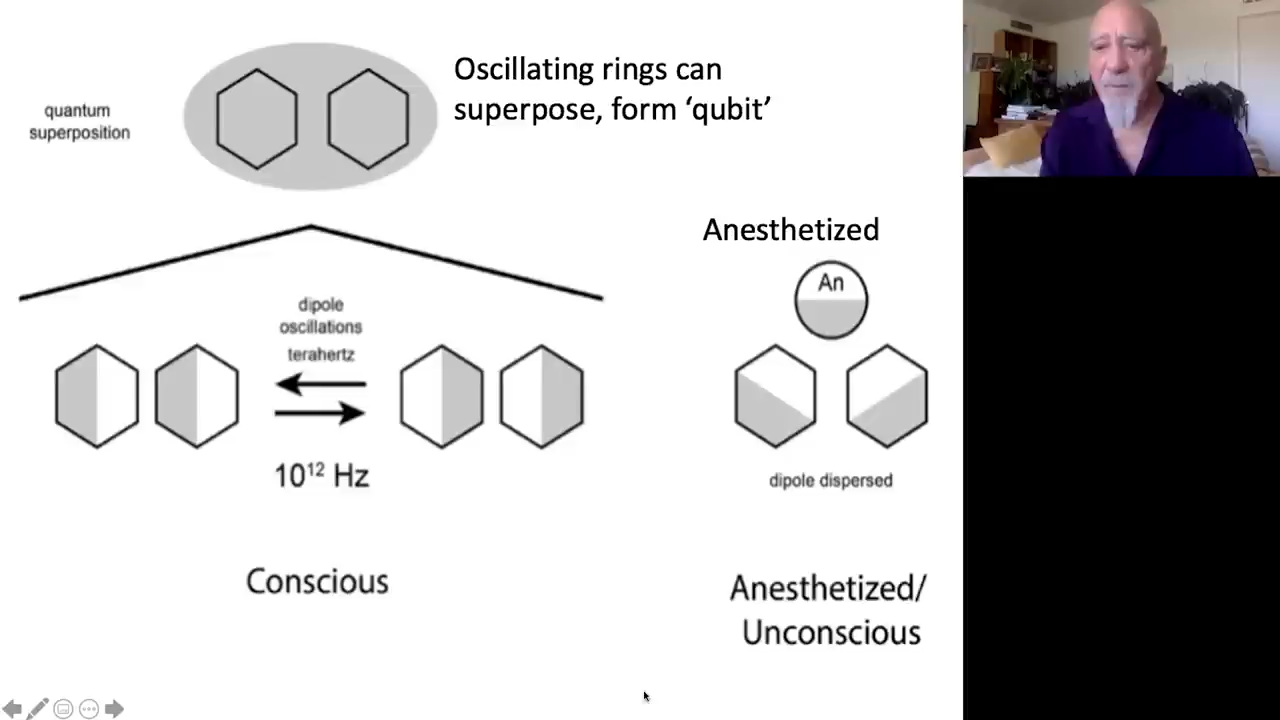 quantum
superposition
Oscillating rings can
superpose, form ‘qubit’
dipole
oscillations
terahertz
10¹² Hz
Conscious
Anesthetized
An
dipole dispersed
Anesthetized/
Unconscious